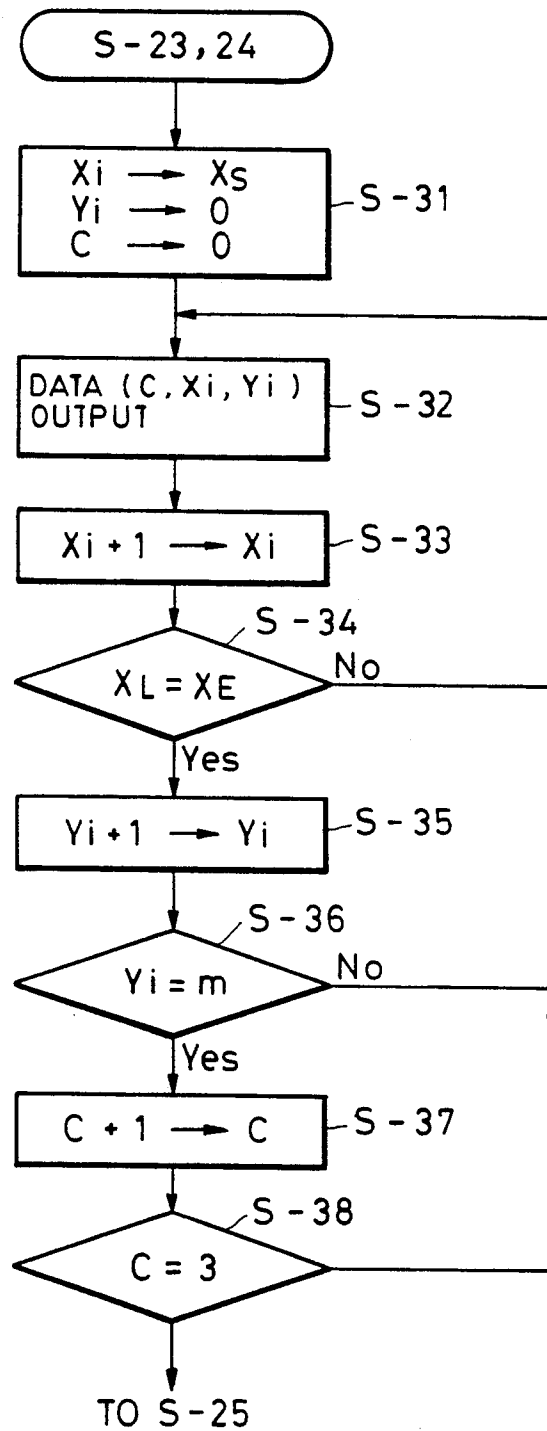 S-23,24
Xi → XS
Yi → 0
C → 0
S-31
DATA (C, Xi, Yi)
OUTPUT
S-32
Xi + 1 → Xi
S-33
S-34
XL = XE
No
Yes
Yi + 1 → Yi
S-35
S-36
Yi = m
No
Yes
C + 1 → C
S-37
S-38
C = 3
TO S-25